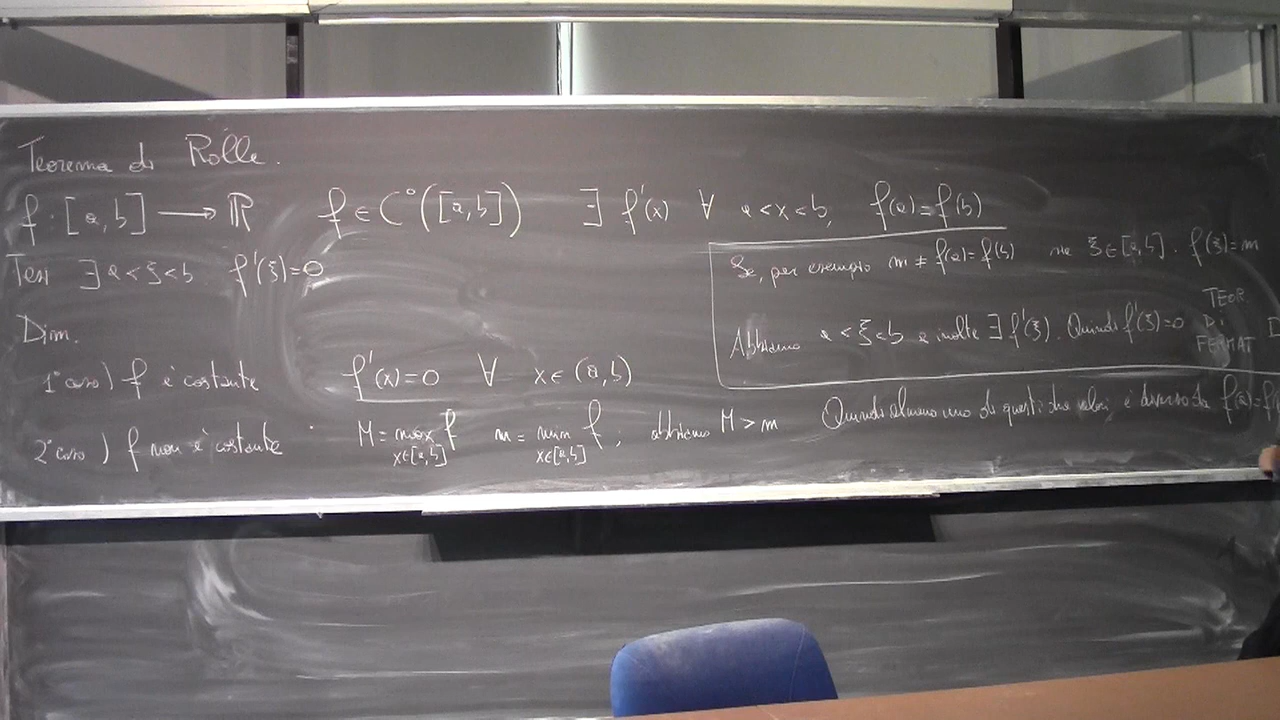 Teorema di Rolle.
f : [a,b] → ℝ f ∈ C⁰([a,b]) ∃ f'(x) ∀ a<x<b, f(a)=f(b)
Tesi ∃ a<ξ<b f'(ξ)=0
Dim.
1° caso) f è costante f'(x)=0 ∀ x∈(a,b)
2° caso) f non è costante M = max f x∈[a,b] m = min f x∈[a,b] ; abbiamo M > m Quindi almeno uno di questi due valori è diverso da f(a)=f
Se, per esempio m ≠ f(a)=f(b) ξ∈[a,b] . f(ξ)=m
Abbiamo a<ξ<b e inoltre ∃ f'(ξ). Quindi f'(ξ)=0
TEOR.
DI
FERMAT